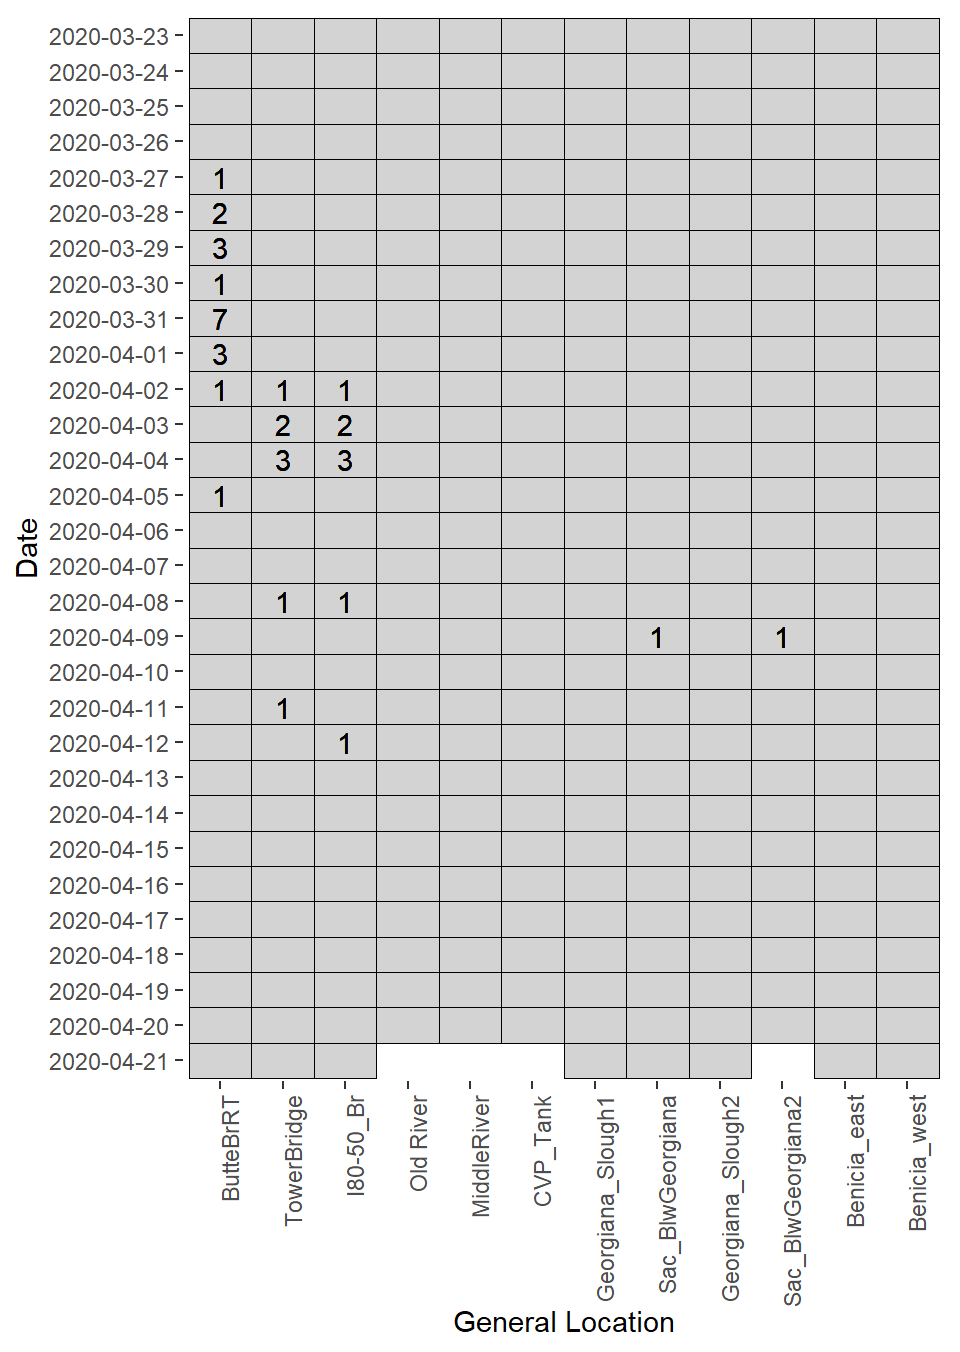 2020-03-23
2020-03-24
2020-03-25
2020-03-26
2020-03-27 1
2020-03-28 2
2020-03-29 3
2020-03-30 1
2020-03-31 7
2020-04-01 3
2020-04-02 1 1 1
2020-04-03 2 2
2020-04-04 3 3
2020-04-05 1
2020-04-06
2020-04-07
2020-04-08 1 1
2020-04-09 1 1
2020-04-10
2020-04-11 1
2020-04-12 1
2020-04-13
2020-04-14
2020-04-15
2020-04-16
2020-04-17
2020-04-18
2020-04-19
2020-04-20
2020-04-21
Date
ButteBrRT
TowerBridge
I80-50_Br
Old River
MiddleRiver
CVP_Tank
Georgiana_Slough1
Sac_BlwGeorgiana
Georgiana_Slough2
Sac_BlwGeorgiana2
Benicia_east
Benicia_west
General Location